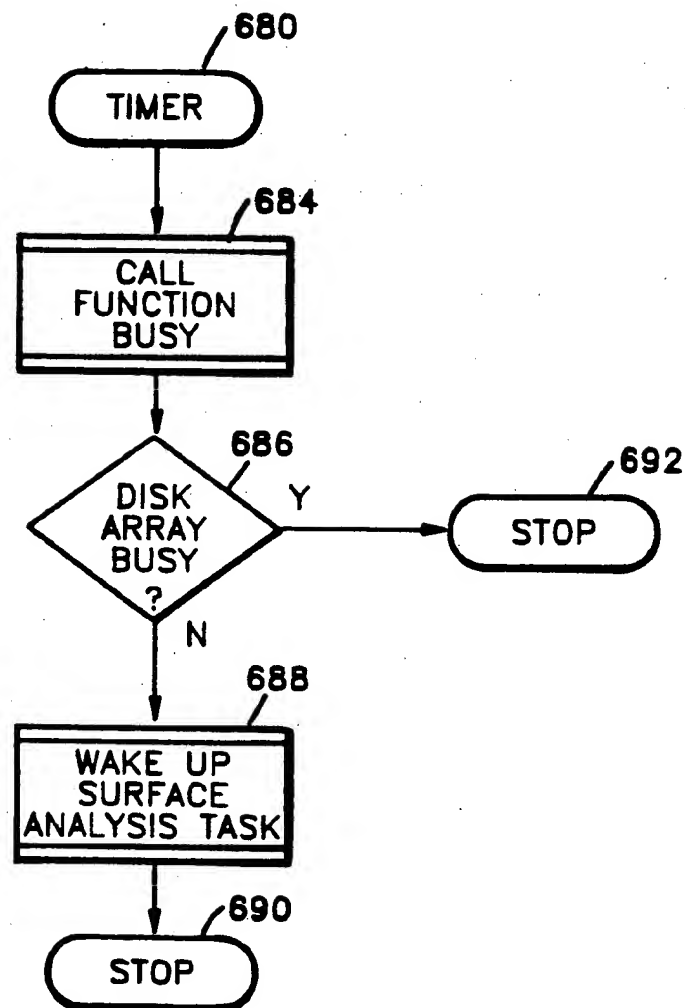 680
TIMER
684
CALL
FUNCTION
BUSY
686
DISK
ARRAY
BUSY
?
Y
692
STOP
N
688
WAKE UP
SURFACE
ANALYSIS TASK
690
STOP